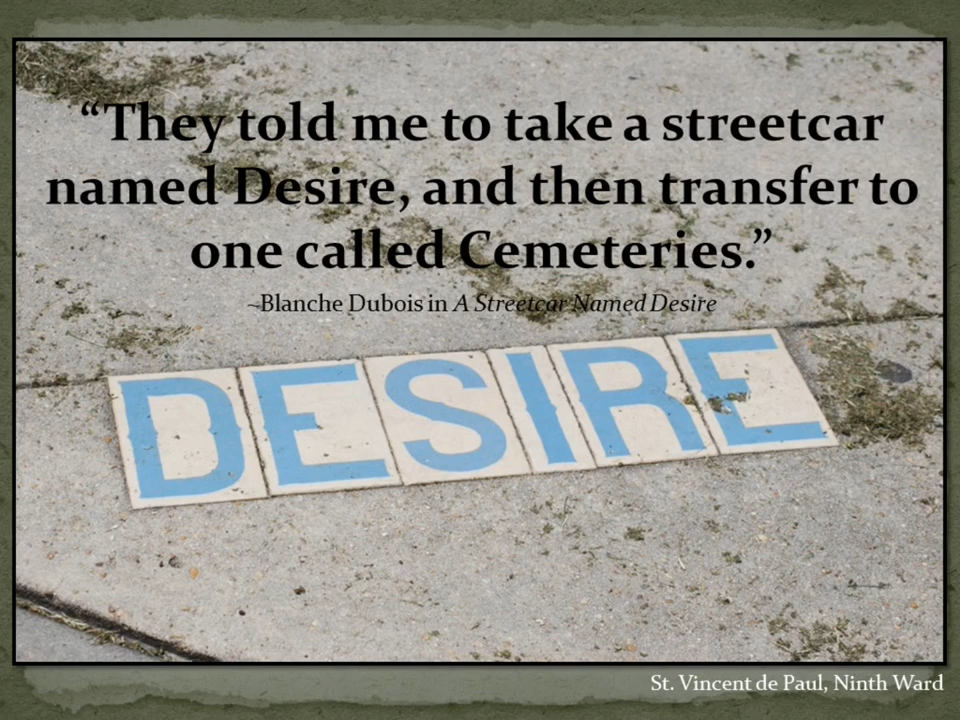 “They told me to take a streetcar
named Desire, and then transfer to
one called Cemeteries.”
~Blanche Dubois in A Streetcar Named Desire
DESIRE
St. Vincent de Paul, Ninth Ward